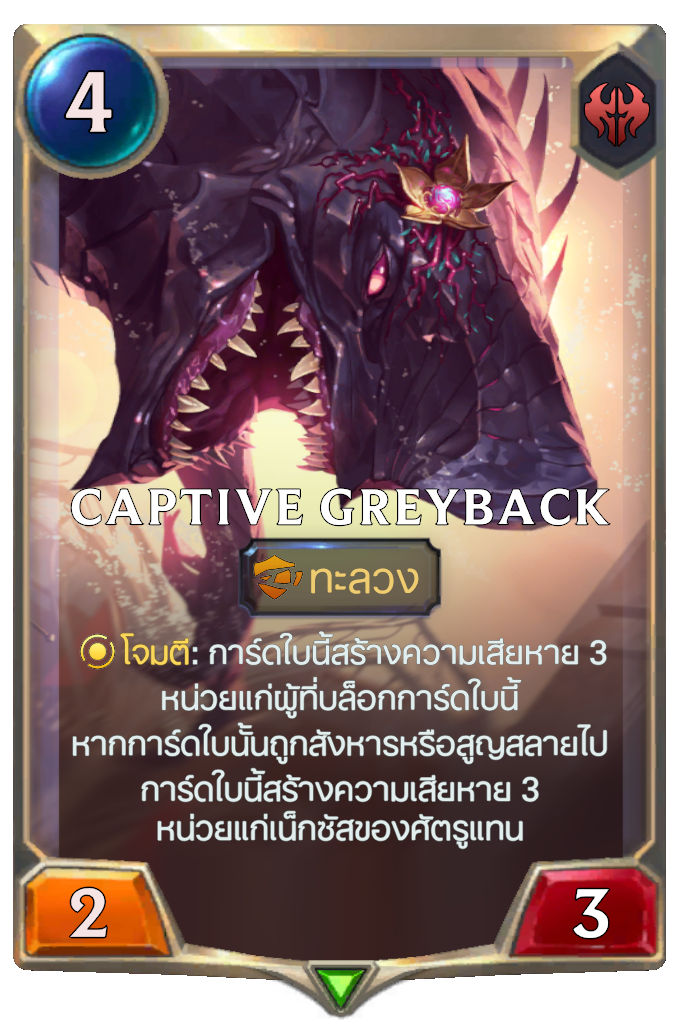 4
CAPTIVE GREYBACK
ทะลวง
โจมตี: การ์ดใบนี้สร้างความเสียหาย 3
หน่วยแก่ผู้ที่บล็อกการ์ดใบนี้
หากการ์ดใบนั้นถูกสังหารหรือสูญสลายไป
การ์ดใบนี้สร้างความเสียหาย 3
หน่วยแก่เน็กซัสของศัตรูแทน
2
3